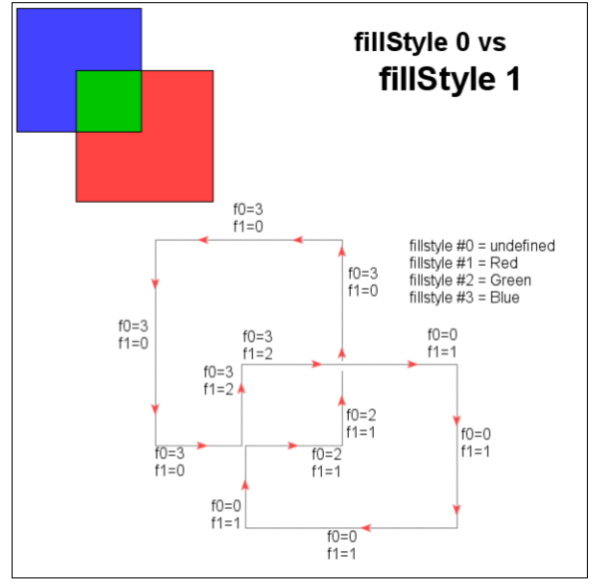 fillStyle 0 vs
fillStyle 1
f0=3
f1=0
fillstyle #0 = undefined
fillstyle #1 = Red
fillstyle #2 = Green
fillstyle #3 = Blue
f0=3
f1=0
f0=3
f1=0
f0=3
f1=2
f0=0
f1=1
f0=3
f1=2
f0=2
f1=1
f0=0
f1=1
f0=3
f1=0
f0=2
f1=1
f0=0
f1=1
f0=0
f1=1